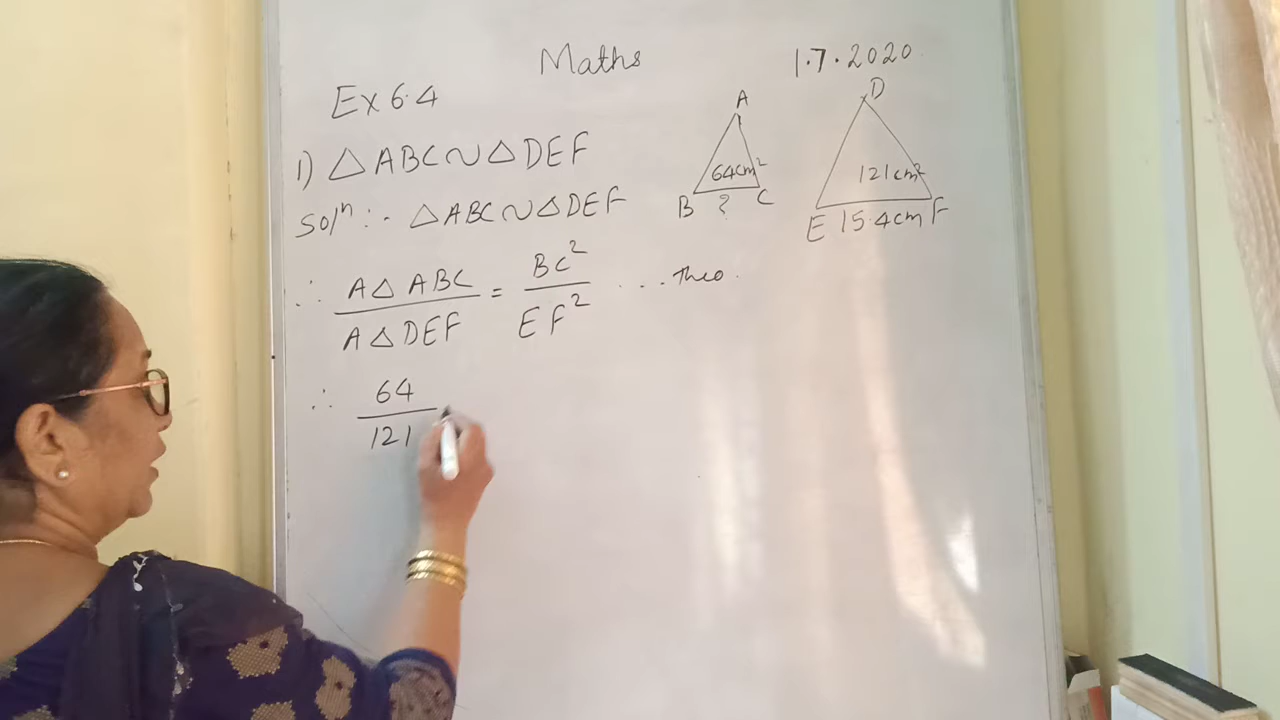 Maths 1.7.2020.
Ex 6.4
1) △ABC ~ △DEF
Solⁿ :- △ABC ~ △DEF
∴ A△ABC / A△DEF = BC² / EF² ... Theo.
∴ 64 / 121
A
64cm²
B ? C
D
121cm²
E 15.4cm F